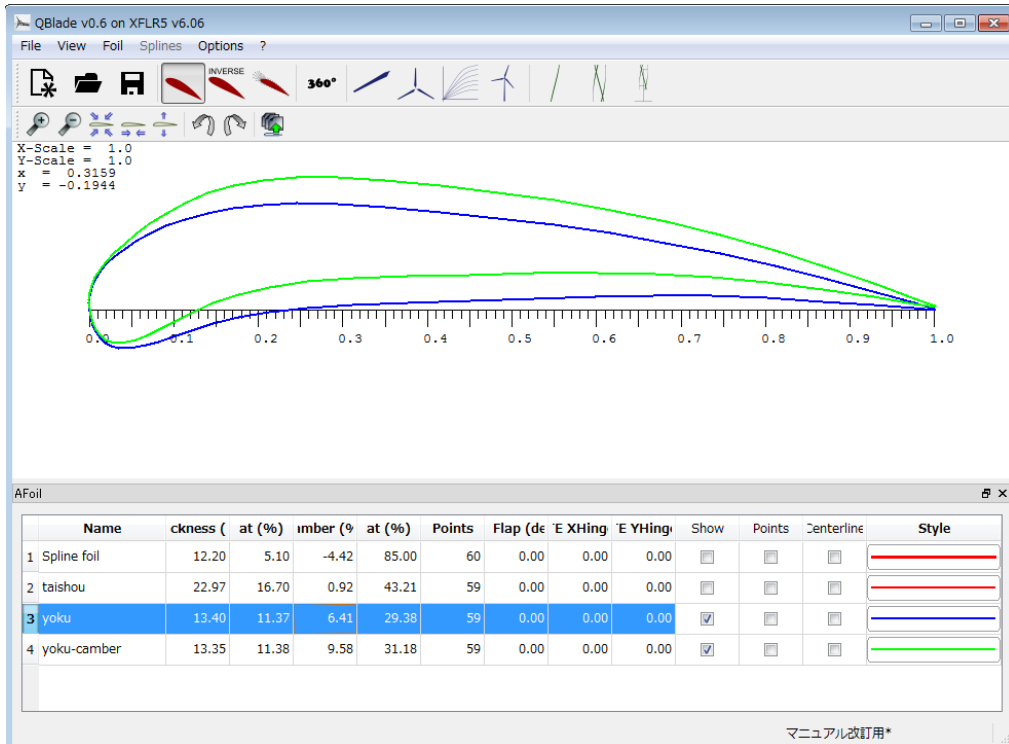 QBlade v0.6 on XFLR5 v6.06
File View Foil Splines Options ?
INVERSE
360°
X-Scale = 1.0
Y-Scale = 1.0
x = 0.3159
y = -0.1944
0.0 0.1 0.2 0.3 0.4 0.5 0.6 0.7 0.8 0.9 1.0
AFoil
Name ckness ( at (%) mber (% at (%) Points Flap (de TE XHing TE YHing Show Points Centerline Style
1 Spline foil 12.20 5.10 -4.42 85.00 60 0.00 0.00 0.00
2 taishou 22.97 16.70 0.92 43.21 59 0.00 0.00 0.00
3 yoku 13.40 11.37 6.41 29.38 59 0.00 0.00 0.00
4 yoku-camber 13.35 11.38 9.58 31.18 59 0.00 0.00 0.00
マニュアル改訂用*